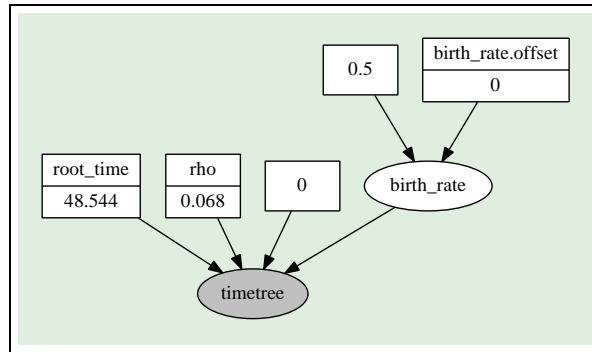 birth_rate.offset
0.5
0
root_time
rho
48.544
0.068
0
birth_rate
timetree